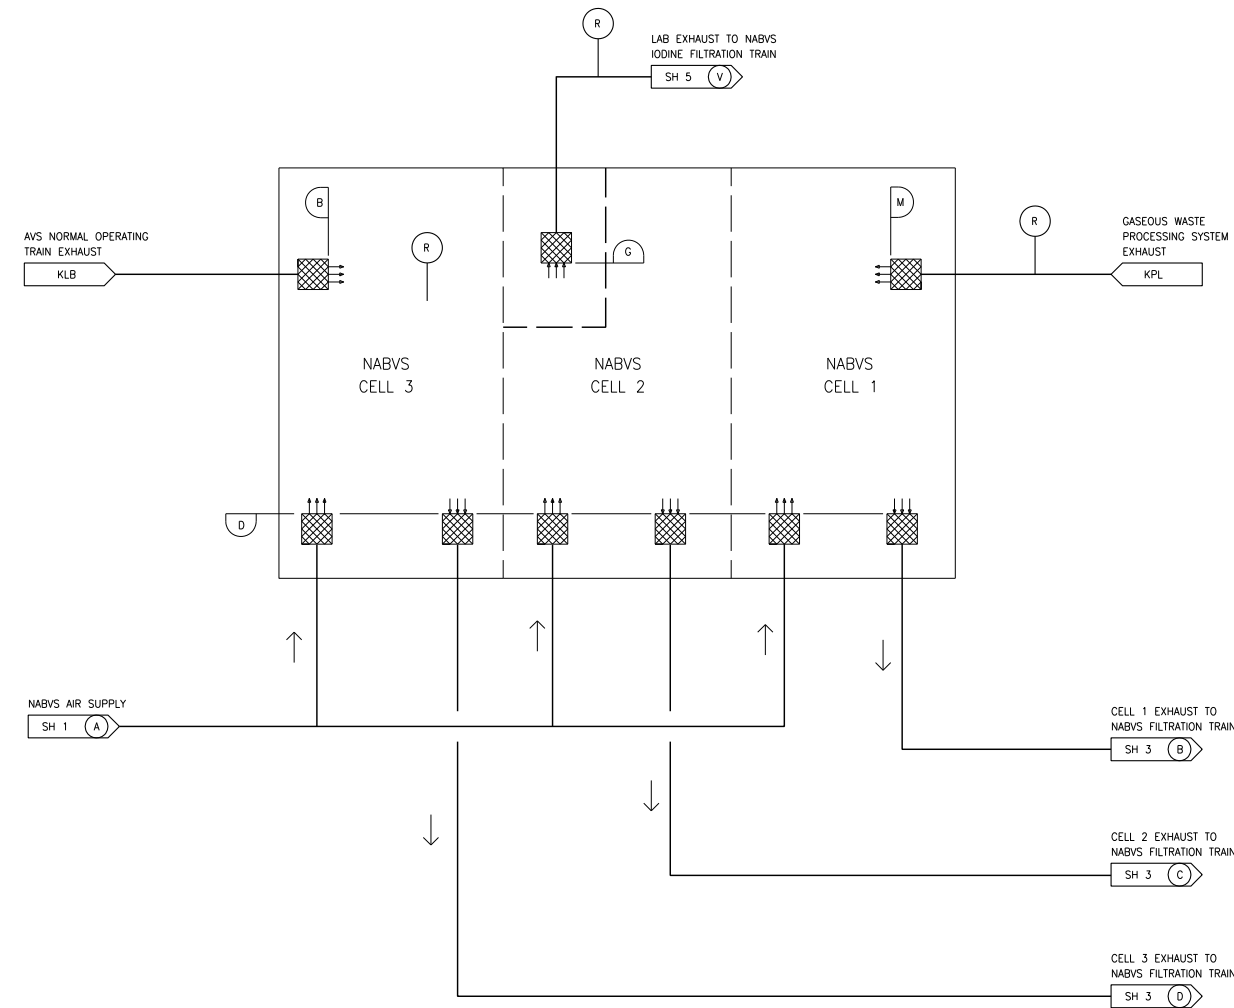 R
LAB EXHAUST TO NABVS
IODINE FILTRATION TRAIN
SH 5 V
B
M
AVS NORMAL OPERATING
TRAIN EXHAUST
KLB
R
G
R
GASEOUS WASTE
PROCESSING SYSTEM
EXHAUST
KPL
NABVS
CELL 3
NABVS
CELL 2
NABVS
CELL 1
D
NABVS AIR SUPPLY
SH 1 A
CELL 1 EXHAUST TO
NABVS FILTRATION TRAIN
SH 3 B
CELL 2 EXHAUST TO
NABVS FILTRATION TRAIN
SH 3 C
CELL 3 EXHAUST TO
NABVS FILTRATION TRAIN
SH 3 D